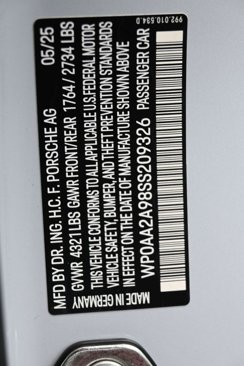 992.010.534.0
MFD BY DR. ING. H.C. F. PORSCHE AG 05/25
GVWR 4321LBS GAWR FRONT/REAR 1764 / 2734 LBS
THIS VEHICLE CONFORMS TO ALL APPLICABLE U.S.FEDERAL MOTOR
VEHICLE SAFETY, BUMPER, AND THEFT PREVENTION STANDARDS
IN EFFECT ON THE DATE OF MANUFACTURE SHOWN ABOVE
WP0AA2A98SS209326 PASSENGER CAR
MADE IN GERMANY